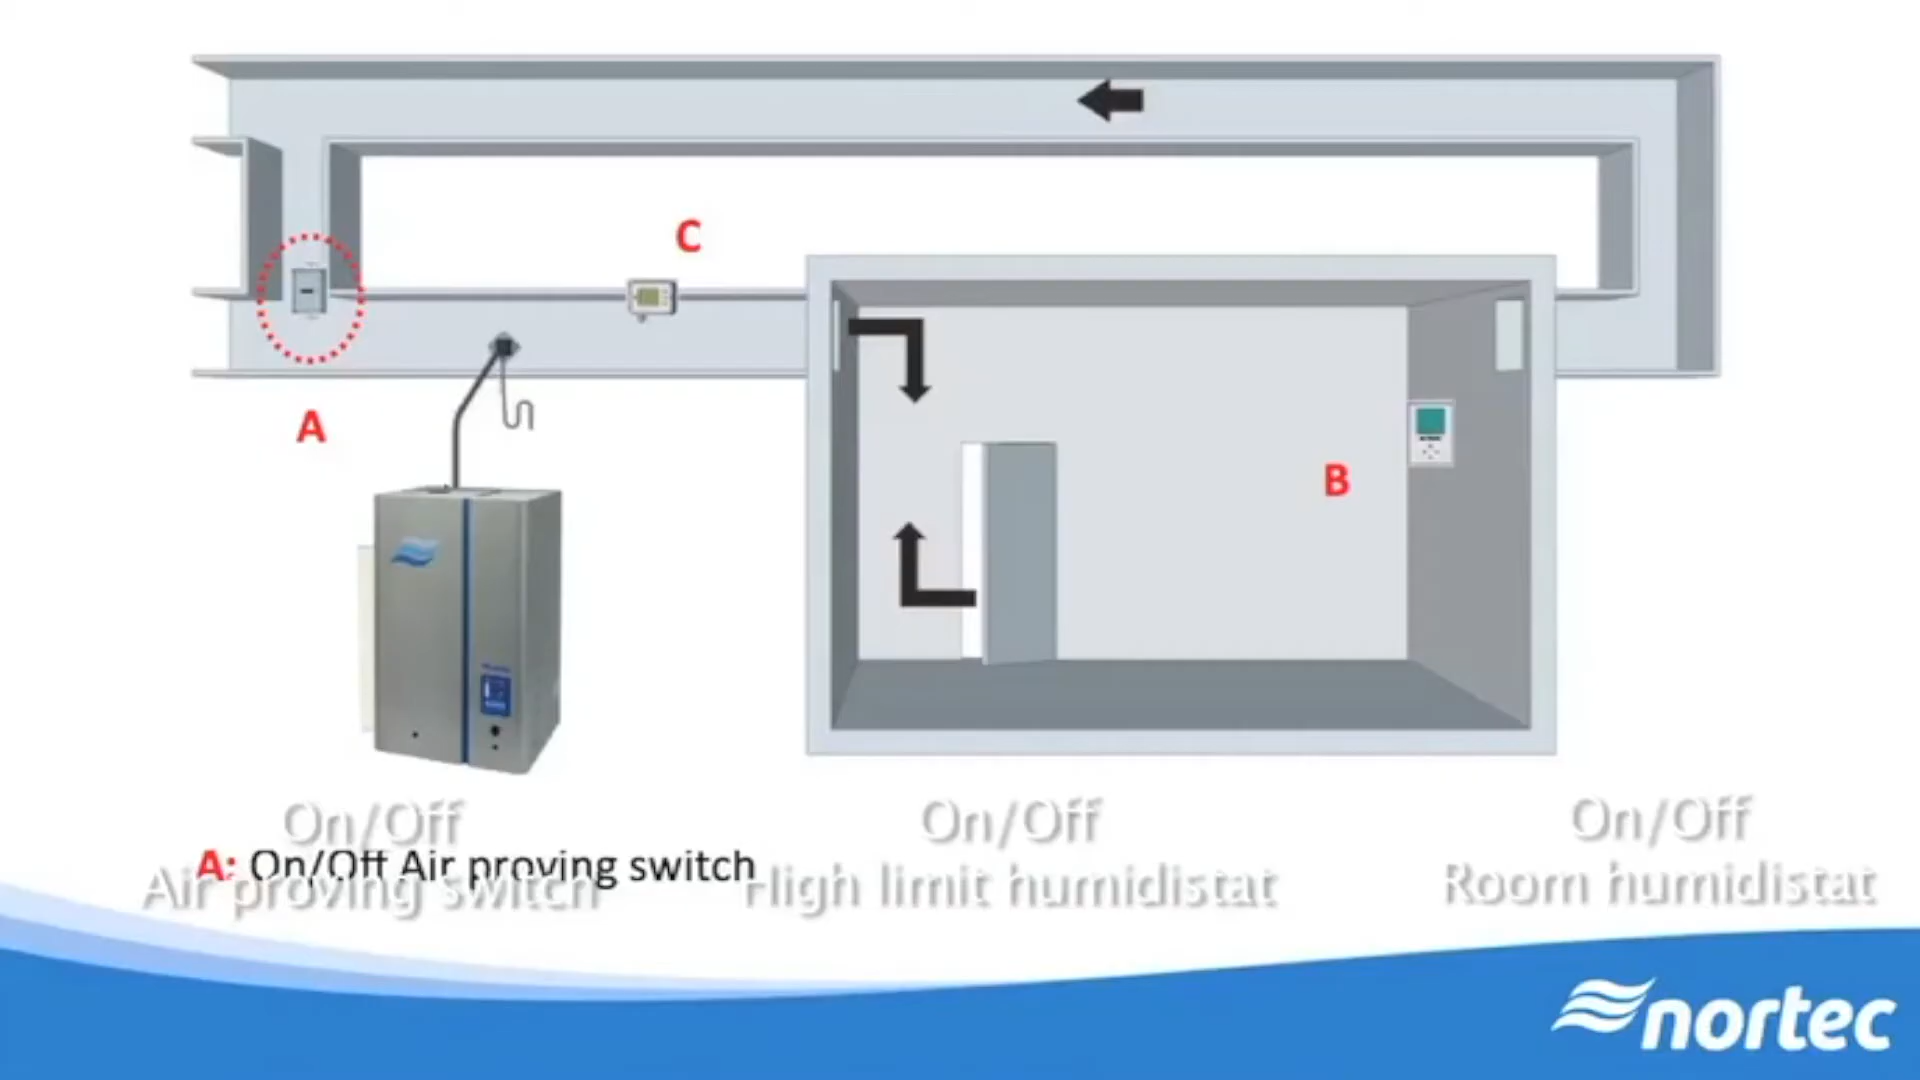 C
A
B
On/Off
Air proving switch
On/Off
High limit humidistat
On/Off
Room humidistat
A: On/Off Air proving switch
nortec